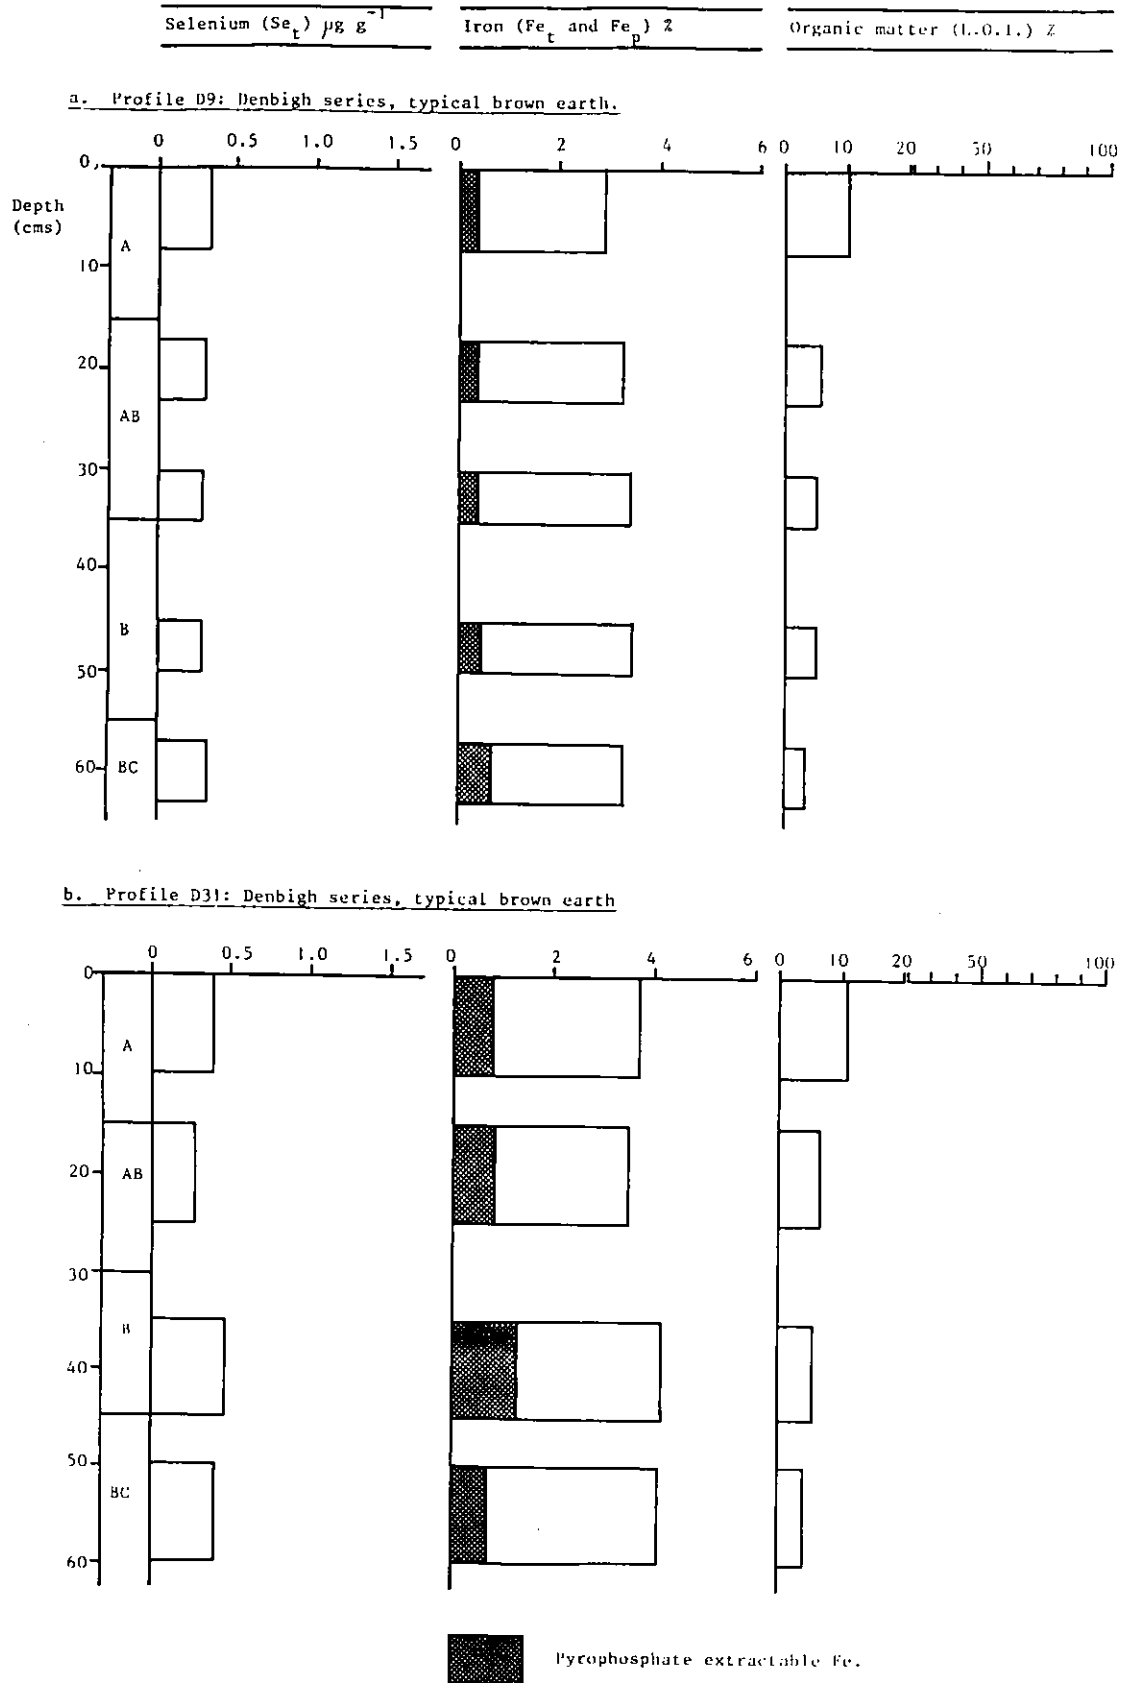 Selenium (Se_t) µg g^-1    Iron (Fe_t and Fe_p) %    Organic matter (L.O.I.) %
a. Profile D9: Denbigh series, typical brown earth.
0 0.5 1.0 1.5    0 2 4 6    0 10 20 50 100
0
Depth
(cms)
A
10
20
AB
30
40
B
50
60 BC
b. Profile D31: Denbigh series, typical brown earth
0 0.5 1.0 1.5    0 2 4 6    0 10 20 50 100
0
A
10
20 AB
30
B
40
50
BC
60
Pyrophosphate extractable Fe.